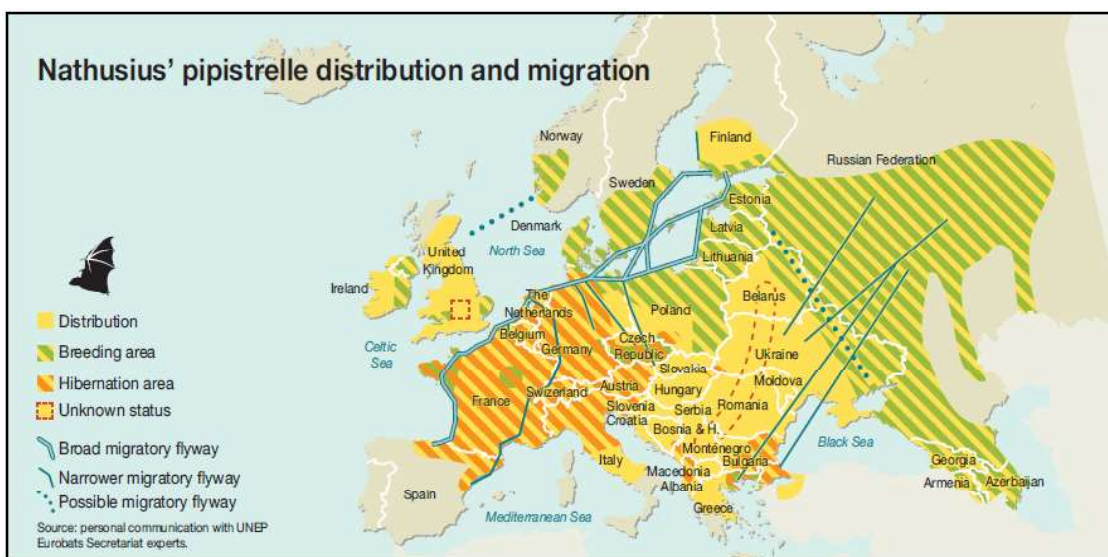 Nathusius' pipistrelle distribution and migration
Norway
Finland
Russian Federation
Sweden
Estonia
Denmark
North Sea
Latvia
United
Kingdom
Lithuania
Ireland
The
Netherlands
Belarus
Poland
Belgium
Celtic
Sea
Germany
Czech
Republic
Ukraine
Slovakia
France
Swizerland
Austria
Hungary
Moldova
Slovenia
Croatia
Serbia
Romania
Bosnia & H.
Black Sea
Italy
Montenegro
Bulgaria
Macedonia
Albania
Georgia
Armenia
Azerbaijan
Spain
Mediterranean Sea
Greece
Distribution
Breeding area
Hibernation area
Unknown status
Broad migratory flyway
Narrower migratory flyway
Possible migratory flyway
Source: personal communication with UNEP
Eurobats Secretariat experts.